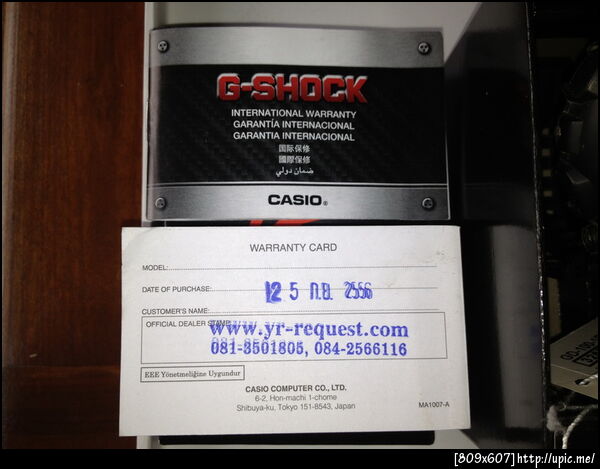 G-SHOCK
INTERNATIONAL WARRANTY
GARANTÍA INTERNACIONAL
GARANTIA INTERNACIONAL
国际保修
國際保修
ضمان دولي
CASIO®
WARRANTY CARD
MODEL:
DATE OF PURCHASE: 25 ก.ย. 2556
CUSTOMER'S NAME:
OFFICIAL DEALER STAMP
www.yr-request.com
081-3501805, 084-2566116
EEE Yönetmeliğine Uygundur
CASIO COMPUTER CO., LTD.
6-2, Hon-machi 1-chome
Shibuya-ku, Tokyo 151-8543, Japan
MA1007-A
[809x607]http://upic.me/